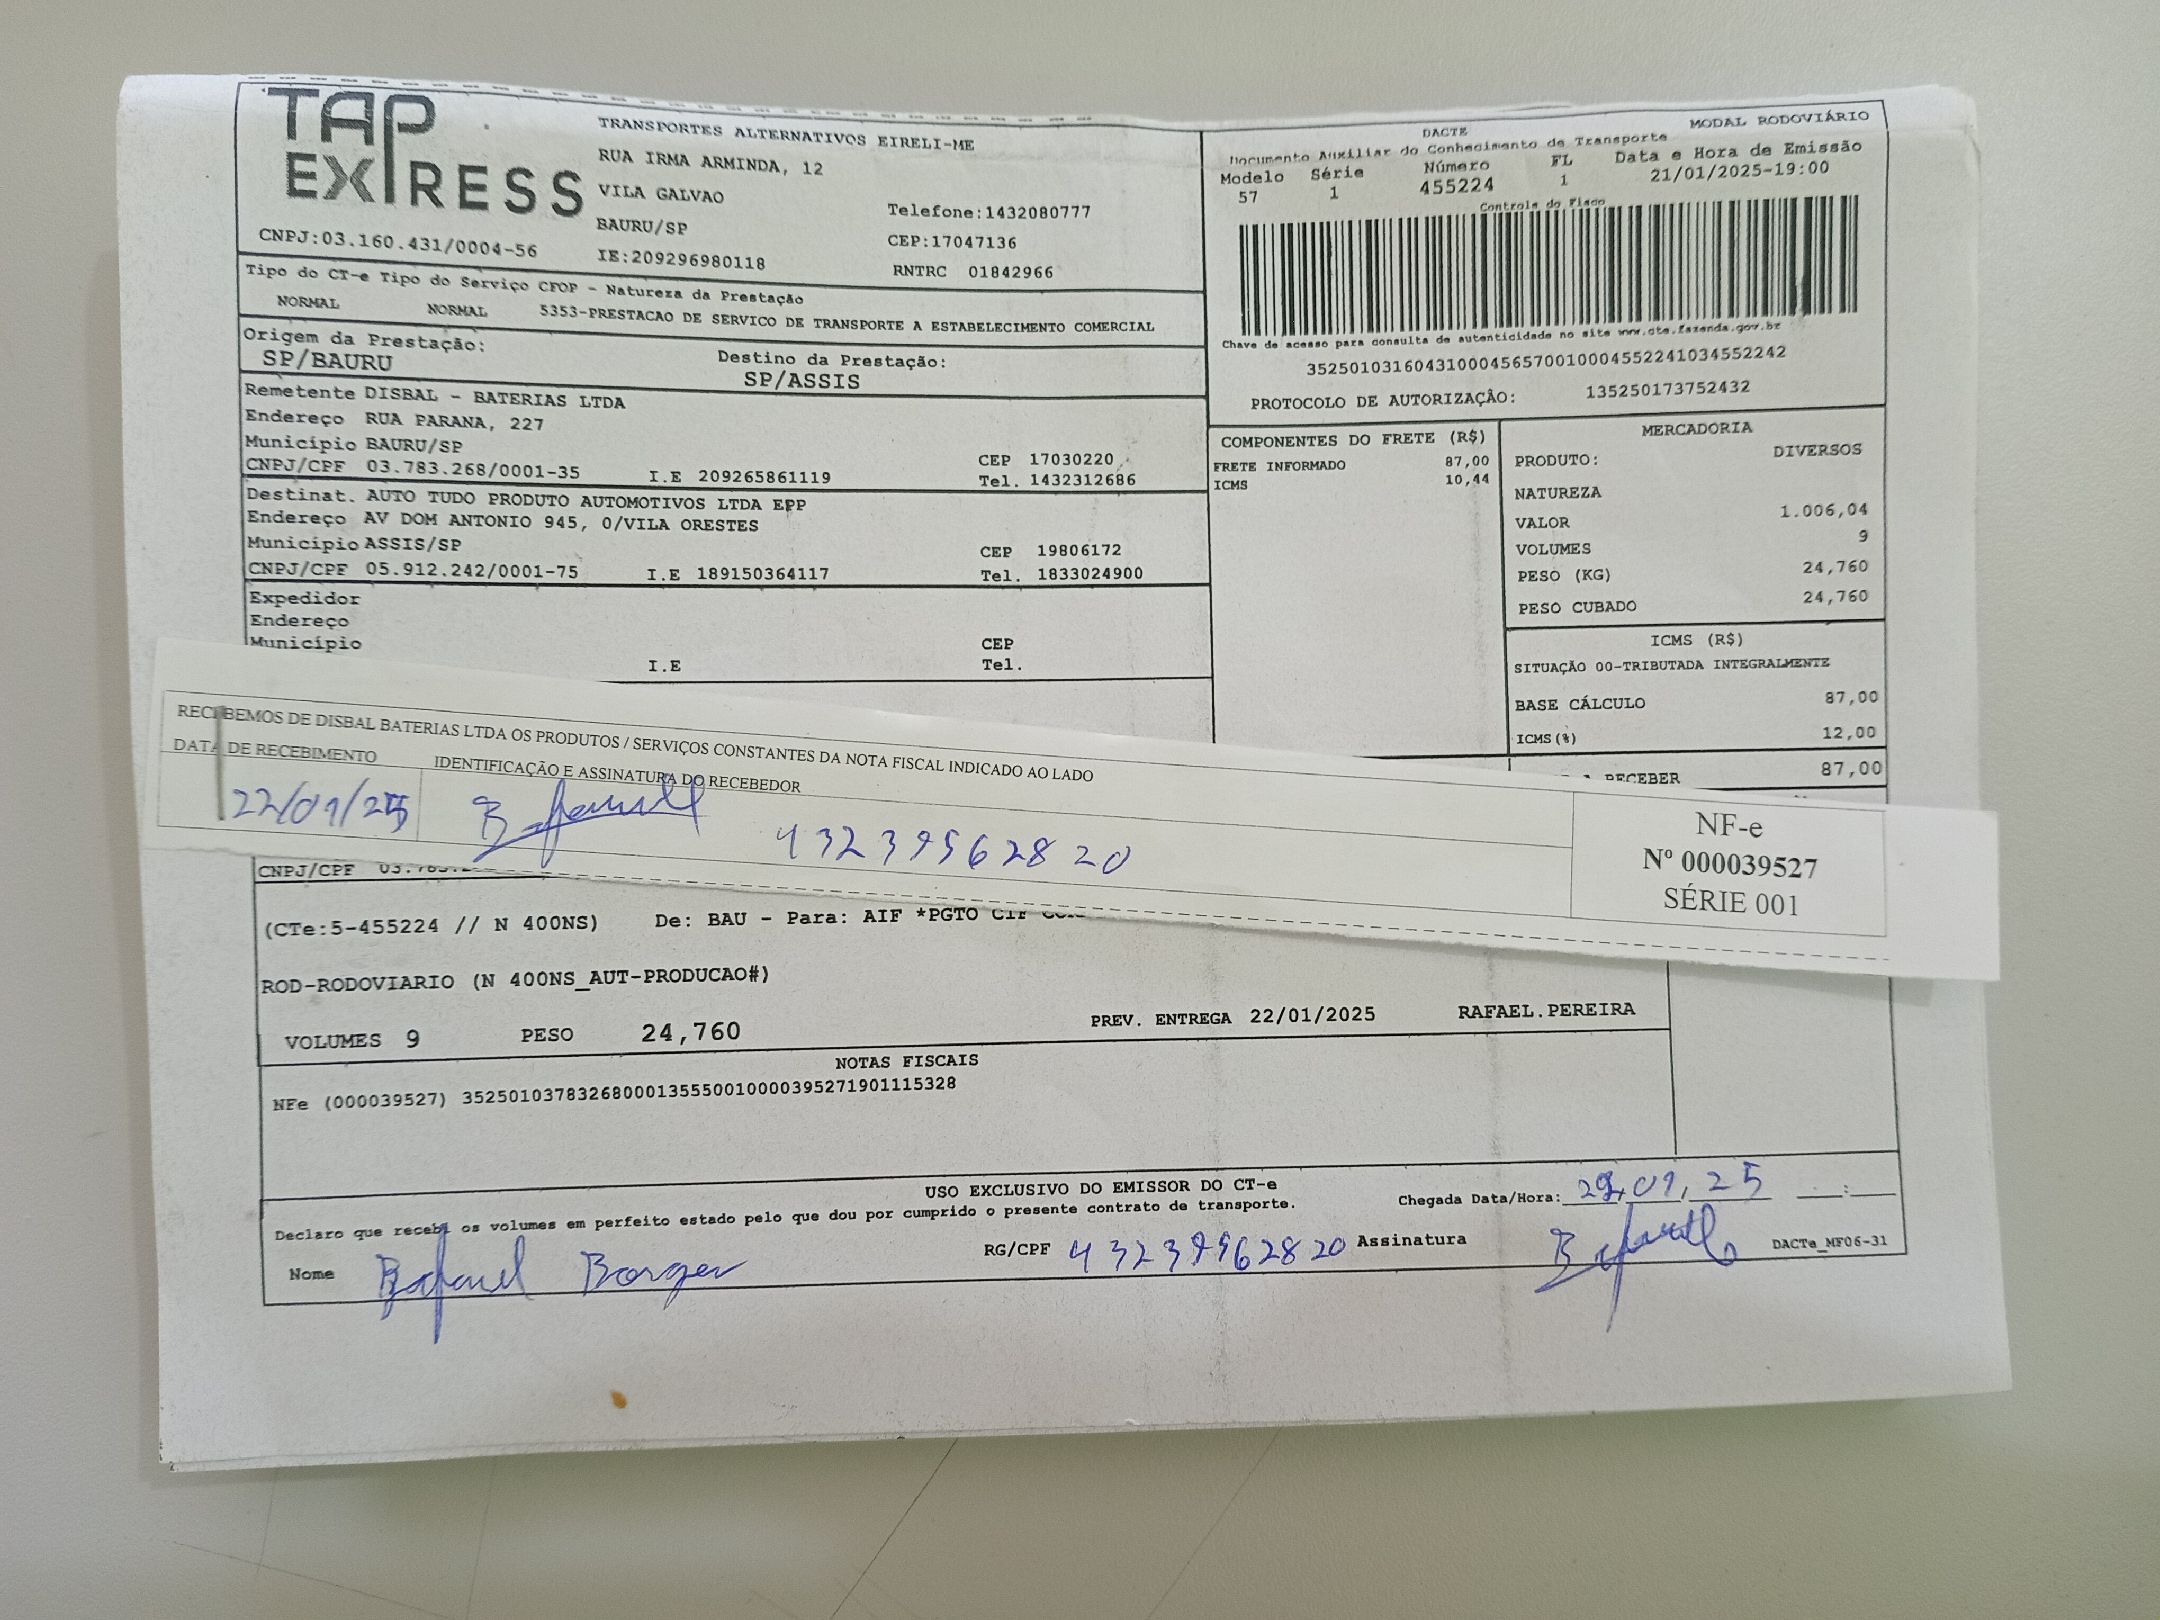 TAP EXPRESS
TRANSPORTES ALTERNATIVOS EIRELI-ME
RUA IRMA ARMINDA, 12
VILA GALVAO
BAURU/SP
IE:209296980118
Telefone:1432080777
CEP:17047136
RNTRC 01842966
CNPJ:03.160.431/0004-56
DACTE MODAL RODOVIÁRIO
Documento Auxiliar do Conhecimento de Transporte
Modelo Série Número FL Data e Hora de Emissão
57 1 455224 1 21/01/2025-19:00
Controle do Fisco
Chave de acesso para consulta de autenticidade no site www.cte.fazenda.gov.br
35250103160431000456570010004552241034552242
PROTOCOLO DE AUTORIZAÇÃO: 135250173752432
Tipo do CT-e Tipo do Serviço CFOP - Natureza da Prestação
NORMAL NORMAL 5353-PRESTACAO DE SERVICO DE TRANSPORTE A ESTABELECIMENTO COMERCIAL
Origem da Prestação: Destino da Prestação:
SP/BAURU SP/ASSIS
Remetente DISBAL - BATERIAS LTDA
Endereço RUA PARANA, 227
Município BAURU/SP CEP 17030220
CNPJ/CPF 03.783.268/0001-35 I.E 209265861119 Tel. 1432312686
Destinat. AUTO TUDO PRODUTO AUTOMOTIVOS LTDA EPP
Endereço AV DOM ANTONIO 945, 0/VILA ORESTES
Município ASSIS/SP CEP 19806172
CNPJ/CPF 05.912.242/0001-75 I.E 189150364117 Tel. 1833024900
Expedidor
Endereço
Município CEP
I.E Tel.
COMPONENTES DO FRETE (R$)
FRETE INFORMADO 87,00
ICMS 10,44
MERCADORIA
PRODUTO: DIVERSOS
NATUREZA
VALOR 1.006,04
VOLUMES 9
PESO (KG) 24,760
PESO CUBADO 24,760
ICMS (R$)
SITUAÇÃO 00-TRIBUTADA INTEGRALMENTE
BASE CÁLCULO 87,00
ICMS(%) 12,00
RECEBER 87,00
RECEBEMOS DE DISBAL BATERIAS LTDA OS PRODUTOS / SERVIÇOS CONSTANTES DA NOTA FISCAL INDICADO AO LADO
DATA DE RECEBIMENTO IDENTIFICAÇÃO E ASSINATURA DO RECEBEDOR
22/01/25 43239562820
NF-e
Nº 000039527
SÉRIE 001
CNPJ/CPF
(CTe:5-455224 // N 400NS) De: BAU - Para: AIF *PGTO CIF
ROD-RODOVIARIO (N 400NS_AUT-PRODUCAO#)
VOLUMES 9 PESO 24,760 PREV. ENTREGA 22/01/2025 RAFAEL.PEREIRA
NOTAS FISCAIS
NFe (000039527) 35250103783268000135550010000395271901115328
USO EXCLUSIVO DO EMISSOR DO CT-e
Declaro que recebi os volumes em perfeito estado pelo que dou por cumprido o presente contrato de transporte.
Chegada Data/Hora: 22,01,25 :
Nome Rafael Borges RG/CPF 43239562820 Assinatura
DACTe_MF06-31